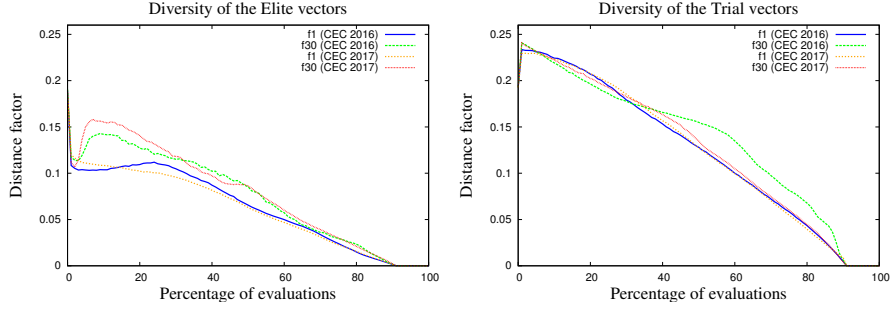 Diversity of the Elite vectors
f1 (CEC 2016)
f30 (CEC 2016)
f1 (CEC 2017)
f30 (CEC 2017)
0.25
0.2
0.15
0.1
0.05
0
Distance factor
0 20 40 60 80 100
Percentage of evaluations
Diversity of the Trial vectors
f1 (CEC 2016)
f30 (CEC 2016)
f1 (CEC 2017)
f30 (CEC 2017)
0.25
0.2
0.15
0.1
0.05
0
Distance factor
0 20 40 60 80 100
Percentage of evaluations